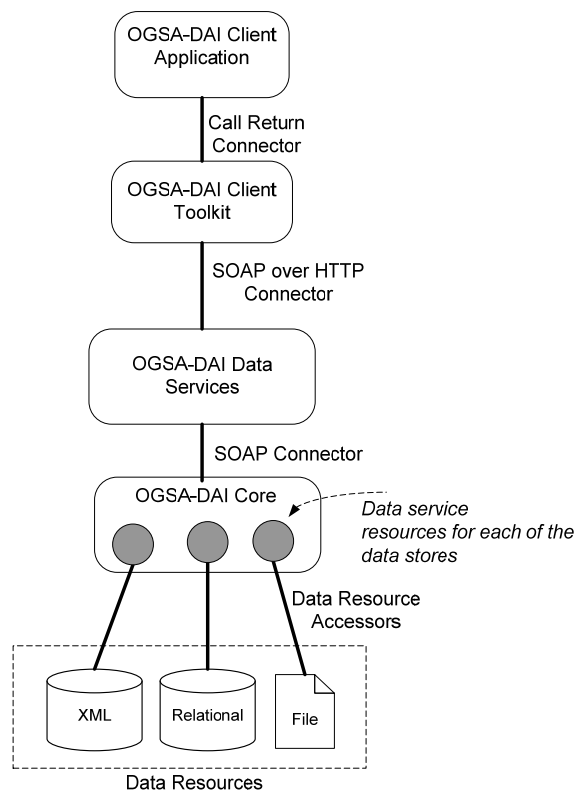 OGSA-DAI Client
Application
Call Return
Connector
OGSA-DAI Client
Toolkit
SOAP over HTTP
Connector
OGSA-DAI Data
Services
SOAP Connector
OGSA-DAI Core
Data service
resources for each of the
data stores
Data Resource
Accessors
XML
Relational
File
Data Resources